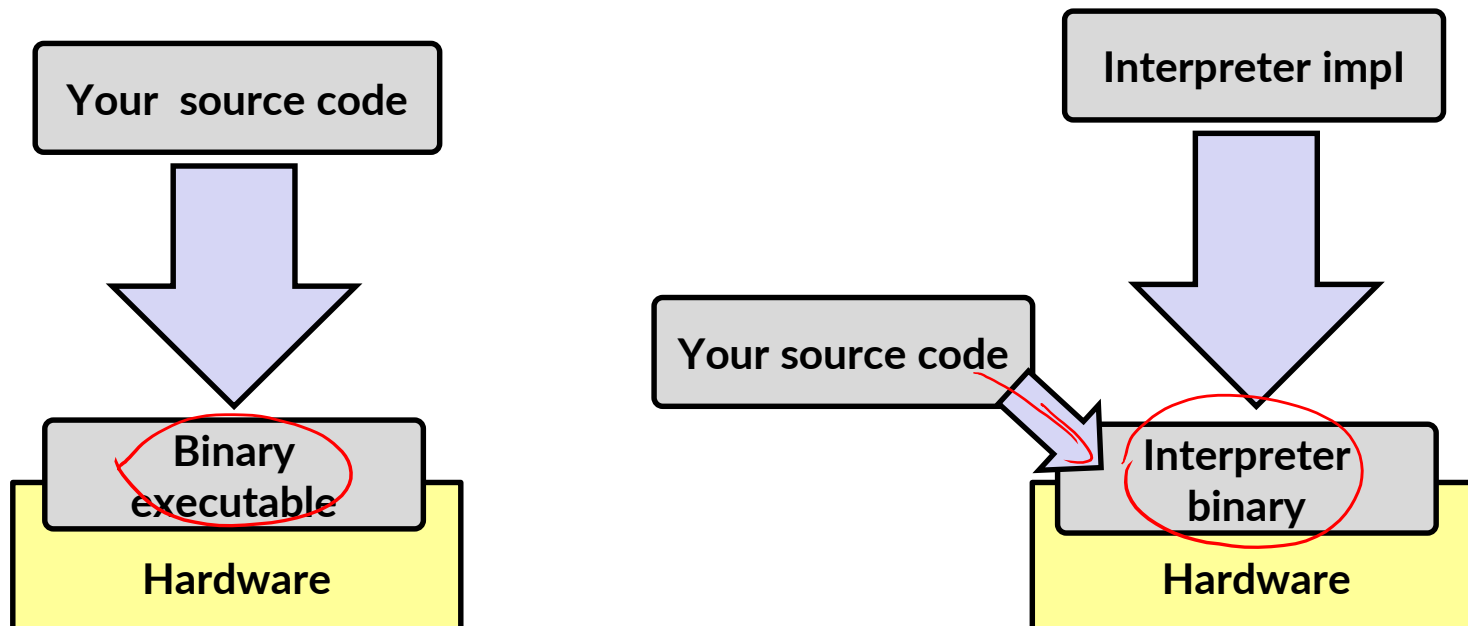 Your source code
Binary
executable
Hardware
Interpreter impl
Your source code
Interpreter
binary
Hardware